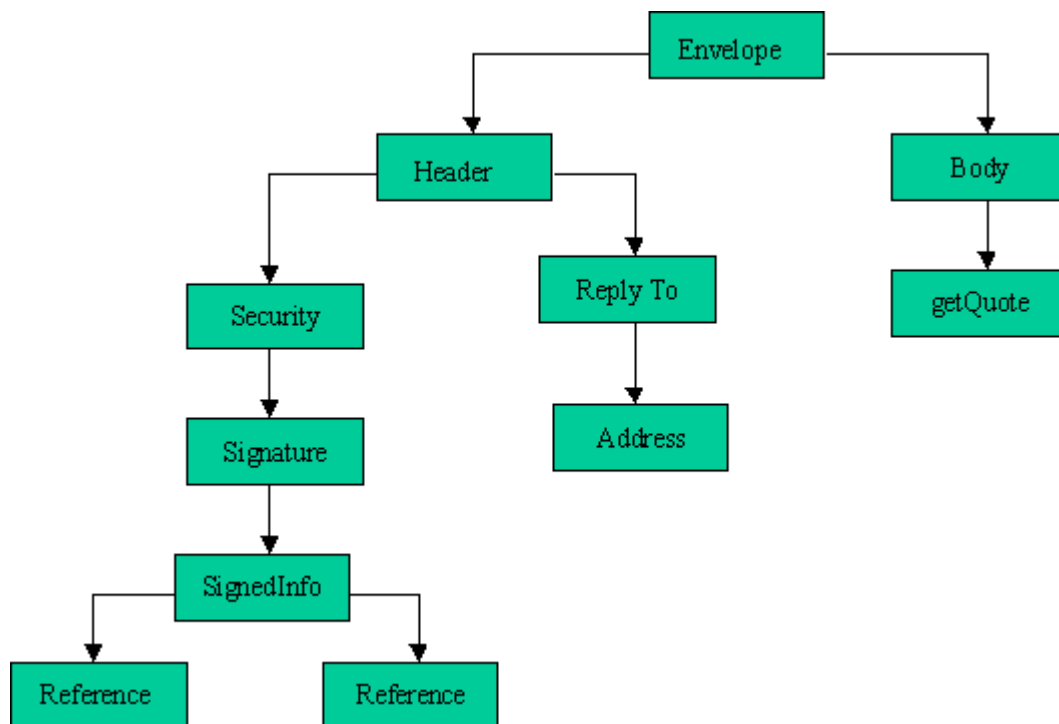 Envelope
Header
Body
Security
Reply To
getQuote
Signature
Address
SignedInfo
Reference
Reference